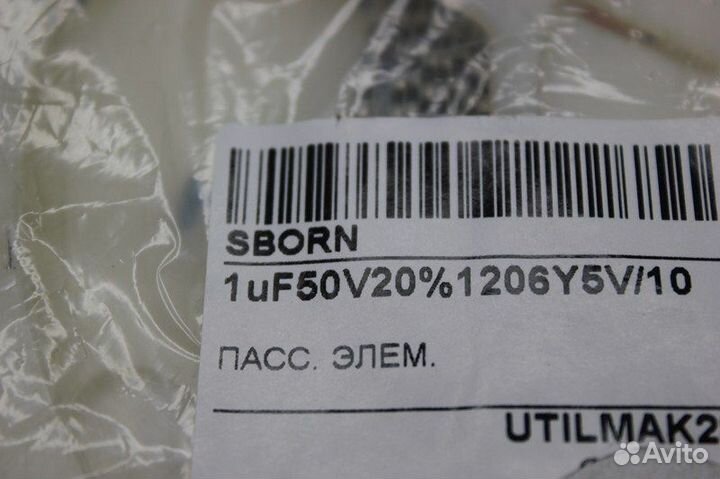 SBORN
1uF50V20%1206Y5V/10
ПАСС. ЭЛЕМ.
UTILMAK2
Avito